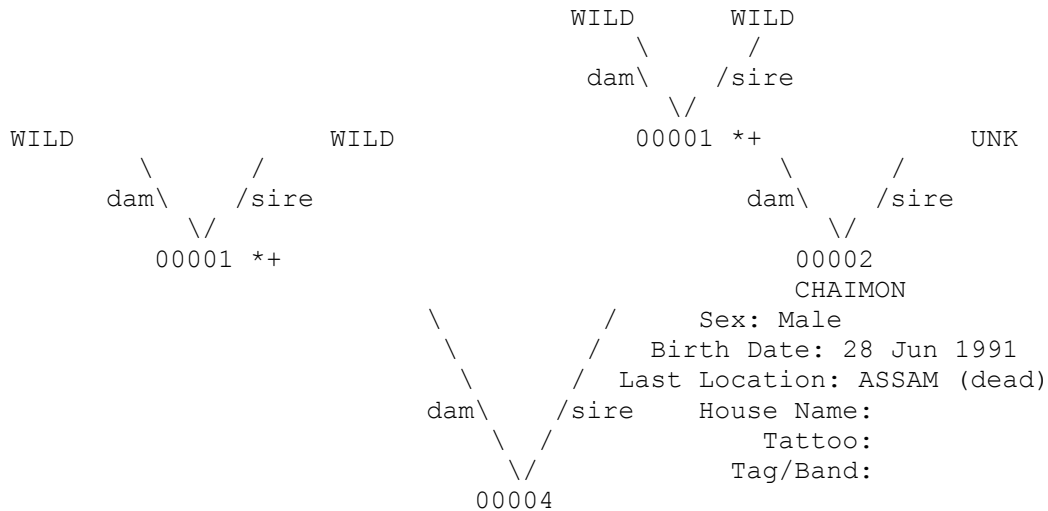 WILD WILD
\ /
dam\ /sire
\/
WILD WILD 00001 *+ UNK
\ / \ /
dam\ /sire dam\ /sire
\/ \/
00001 *+ 00002
CHAIMON
\ / Sex: Male
\ / Birth Date: 28 Jun 1991
\ / Last Location: ASSAM (dead)
dam\ /sire House Name:
\ / Tattoo:
\/ Tag/Band:
00004